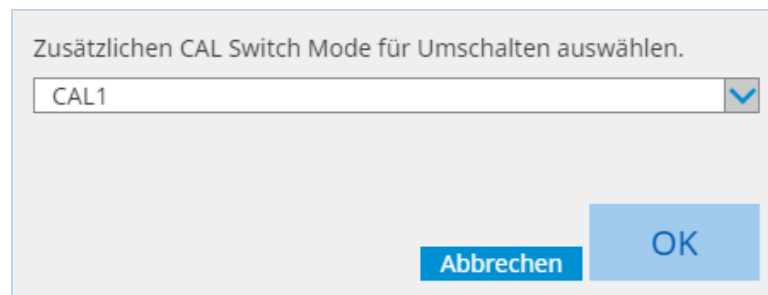 Zusätzlichen CAL Switch Mode für Umschalten auswählen.
CAL1
Abbrechen
OK